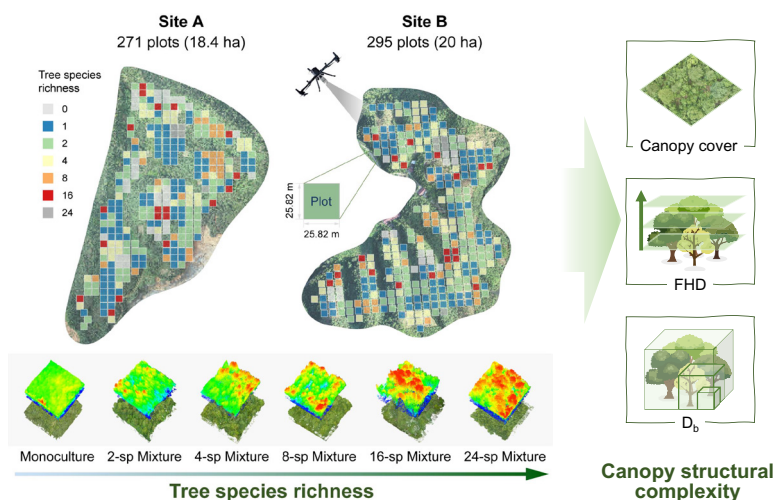 Site A
271 plots (18.4 ha)
Site B
295 plots (20 ha)
Tree species
richness
0
1
2
4
8
16
24
25.82 m
Plot
25.82 m
Canopy cover
FHD
D_b
Monoculture
2-sp Mixture
4-sp Mixture
8-sp Mixture
16-sp Mixture
24-sp Mixture
Tree species richness
Canopy structural
complexity